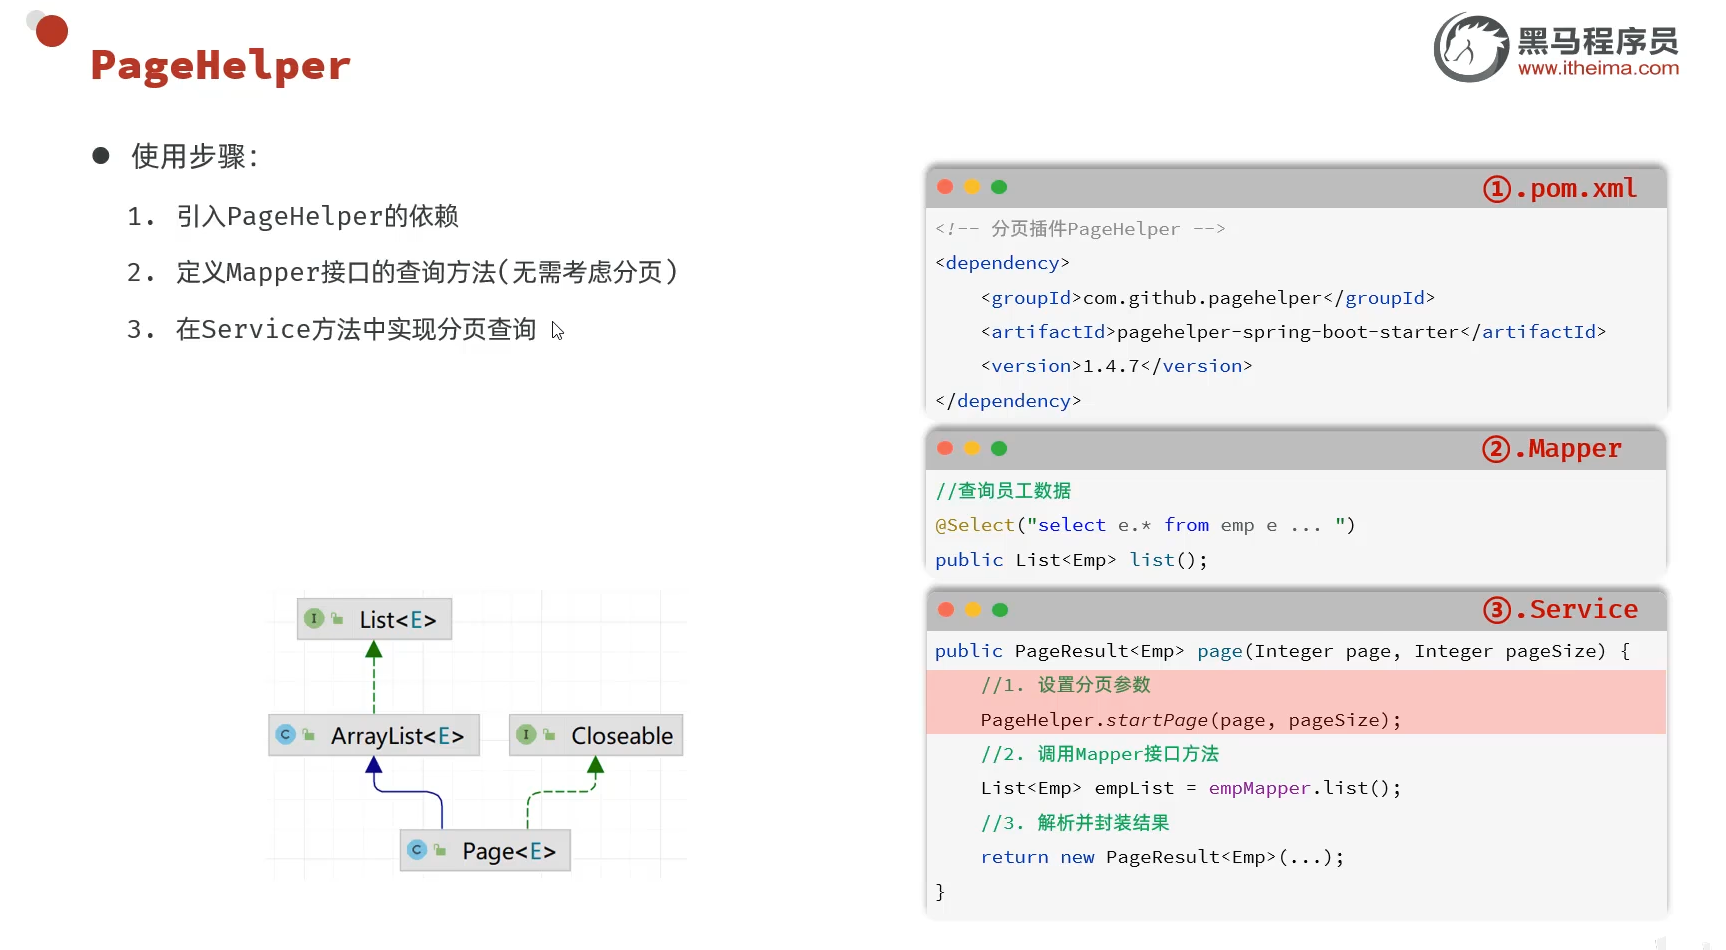 PageHelper
黑马程序员
www.itheima.com
使用步骤：
1. 引入PageHelper的依赖
2. 定义Mapper接口的查询方法(无需考虑分页)
3. 在Service方法中实现分页查询
I List<E>
C ArrayList<E>
I Closeable
C Page<E>
①.pom.xml
<!-- 分页插件PageHelper -->
<dependency>
    <groupId>com.github.pagehelper</groupId>
    <artifactId>pagehelper-spring-boot-starter</artifactId>
    <version>1.4.7</version>
</dependency>
②.Mapper
//查询员工数据
@Select("select e.* from emp e ... ")
public List<Emp> list();
③.Service
public PageResult<Emp> page(Integer page, Integer pageSize) {
    //1. 设置分页参数
    PageHelper.startPage(page, pageSize);
    //2. 调用Mapper接口方法
    List<Emp> empList = empMapper.list();
    //3. 解析并封装结果
    return new PageResult<Emp>(...);
}